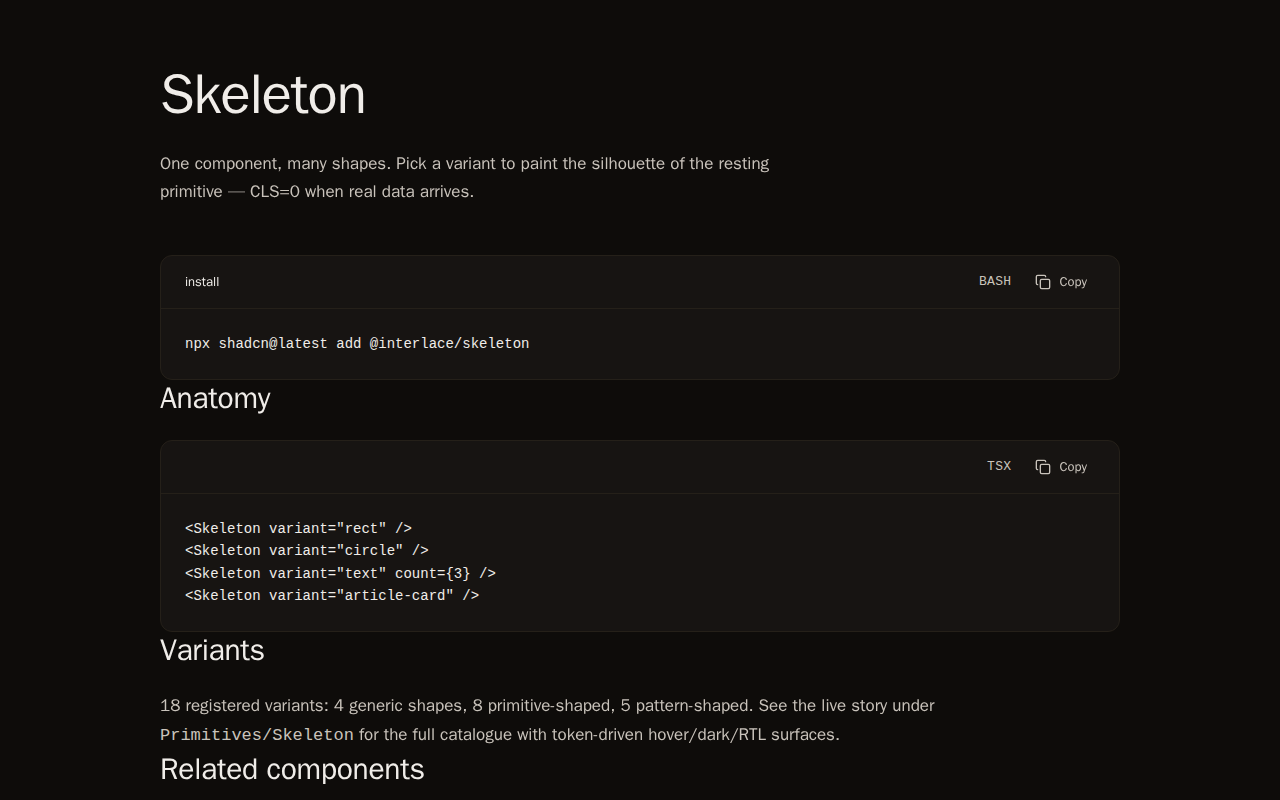 Skeleton
One component, many shapes. Pick a variant to paint the silhouette of the resting
primitive — CLS=0 when real data arrives.
install
BASH
Copy
npx shadcn@latest add @interlace/skeleton
Anatomy
TSX
Copy
<Skeleton variant="rect" />
<Skeleton variant="circle" />
<Skeleton variant="text" count={3} />
<Skeleton variant="article-card" />
Variants
18 registered variants: 4 generic shapes, 8 primitive-shaped, 5 pattern-shaped. See the live story under
Primitives/Skeleton for the full catalogue with token-driven hover/dark/RTL surfaces.
Related components